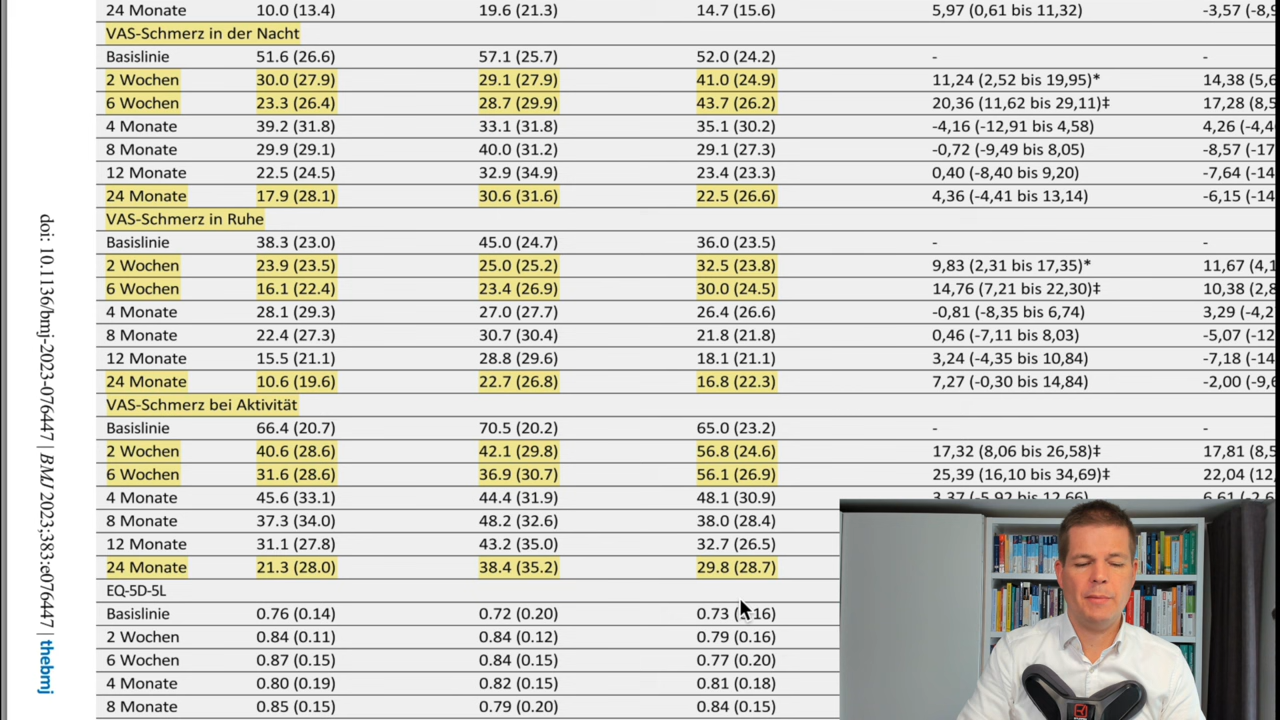 24 Monate 10.0 (13.4) 19.6 (21.3) 14.7 (15.6) 5,97 (0,61 bis 11,32) -3,57 (-8,9
VAS-Schmerz in der Nacht
Basislinie 51.6 (26.6) 57.1 (25.7) 52.0 (24.2) - -
2 Wochen 30.0 (27.9) 29.1 (27.9) 41.0 (24.9) 11,24 (2,52 bis 19,95)* 14,38 (5,6
6 Wochen 23.3 (26.4) 28.7 (29.9) 43.7 (26.2) 20,36 (11,62 bis 29,11)‡ 17,28 (8,5
4 Monate 39.2 (31.8) 33.1 (31.8) 35.1 (30.2) -4,16 (-12,91 bis 4,58) 4,26 (-4,4
8 Monate 29.9 (29.1) 40.0 (31.2) 29.1 (27.3) -0,72 (-9,49 bis 8,05) -8,57 (-17
12 Monate 22.5 (24.5) 32.9 (34.9) 23.4 (23.3) 0,40 (-8,40 bis 9,20) -7,64 (-14
24 Monate 17.9 (28.1) 30.6 (31.6) 22.5 (26.6) 4,36 (-4,41 bis 13,14) -6,15 (-14
VAS-Schmerz in Ruhe
Basislinie 38.3 (23.0) 45.0 (24.7) 36.0 (23.5) - -
2 Wochen 23.9 (23.5) 25.0 (25.2) 32.5 (23.8) 9,83 (2,31 bis 17,35)* 11,67 (4,1
6 Wochen 16.1 (22.4) 23.4 (26.9) 30.0 (24.5) 14,76 (7,21 bis 22,30)‡ 10,38 (2,8
4 Monate 28.1 (29.3) 27.0 (27.7) 26.4 (26.6) -0,81 (-8,35 bis 6,74) 3,29 (-4,2
8 Monate 22.4 (27.3) 30.7 (30.4) 21.8 (21.8) 0,46 (-7,11 bis 8,03) -5,07 (-12
12 Monate 15.5 (21.1) 28.8 (29.6) 18.1 (21.1) 3,24 (-4,35 bis 10,84) -7,18 (-14
24 Monate 10.6 (19.6) 22.7 (26.8) 16.8 (22.3) 7,27 (-0,30 bis 14,84) -2,00 (-9,6
VAS-Schmerz bei Aktivität
Basislinie 66.4 (20.7) 70.5 (20.2) 65.0 (23.2) - -
2 Wochen 40.6 (28.6) 42.1 (29.8) 56.8 (24.6) 17,32 (8,06 bis 26,58)‡ 17,81 (8,5
6 Wochen 31.6 (28.6) 36.9 (30.7) 56.1 (26.9) 25,39 (16,10 bis 34,69)‡ 22,04 (12,
4 Monate 45.6 (33.1) 44.4 (31.9) 48.1 (30.9) 3,37 (-5,92 bis 12,66) 6,61 (-2,6
8 Monate 37.3 (34.0) 48.2 (32.6) 38.0 (28.4)
12 Monate 31.1 (27.8) 43.2 (35.0) 32.7 (26.5)
24 Monate 21.3 (28.0) 38.4 (35.2) 29.8 (28.7)
EQ-5D-5L
Basislinie 0.76 (0.14) 0.72 (0.20) 0.73 (0.16)
2 Wochen 0.84 (0.11) 0.84 (0.12) 0.79 (0.16)
6 Wochen 0.87 (0.15) 0.84 (0.15) 0.77 (0.20)
4 Monate 0.80 (0.19) 0.82 (0.15) 0.81 (0.18)
8 Monate 0.85 (0.15) 0.79 (0.20) 0.84 (0.15)
doi: 10.1136/bmj-2023-076447 | BMJ 2023;383:e076447 | thebmj